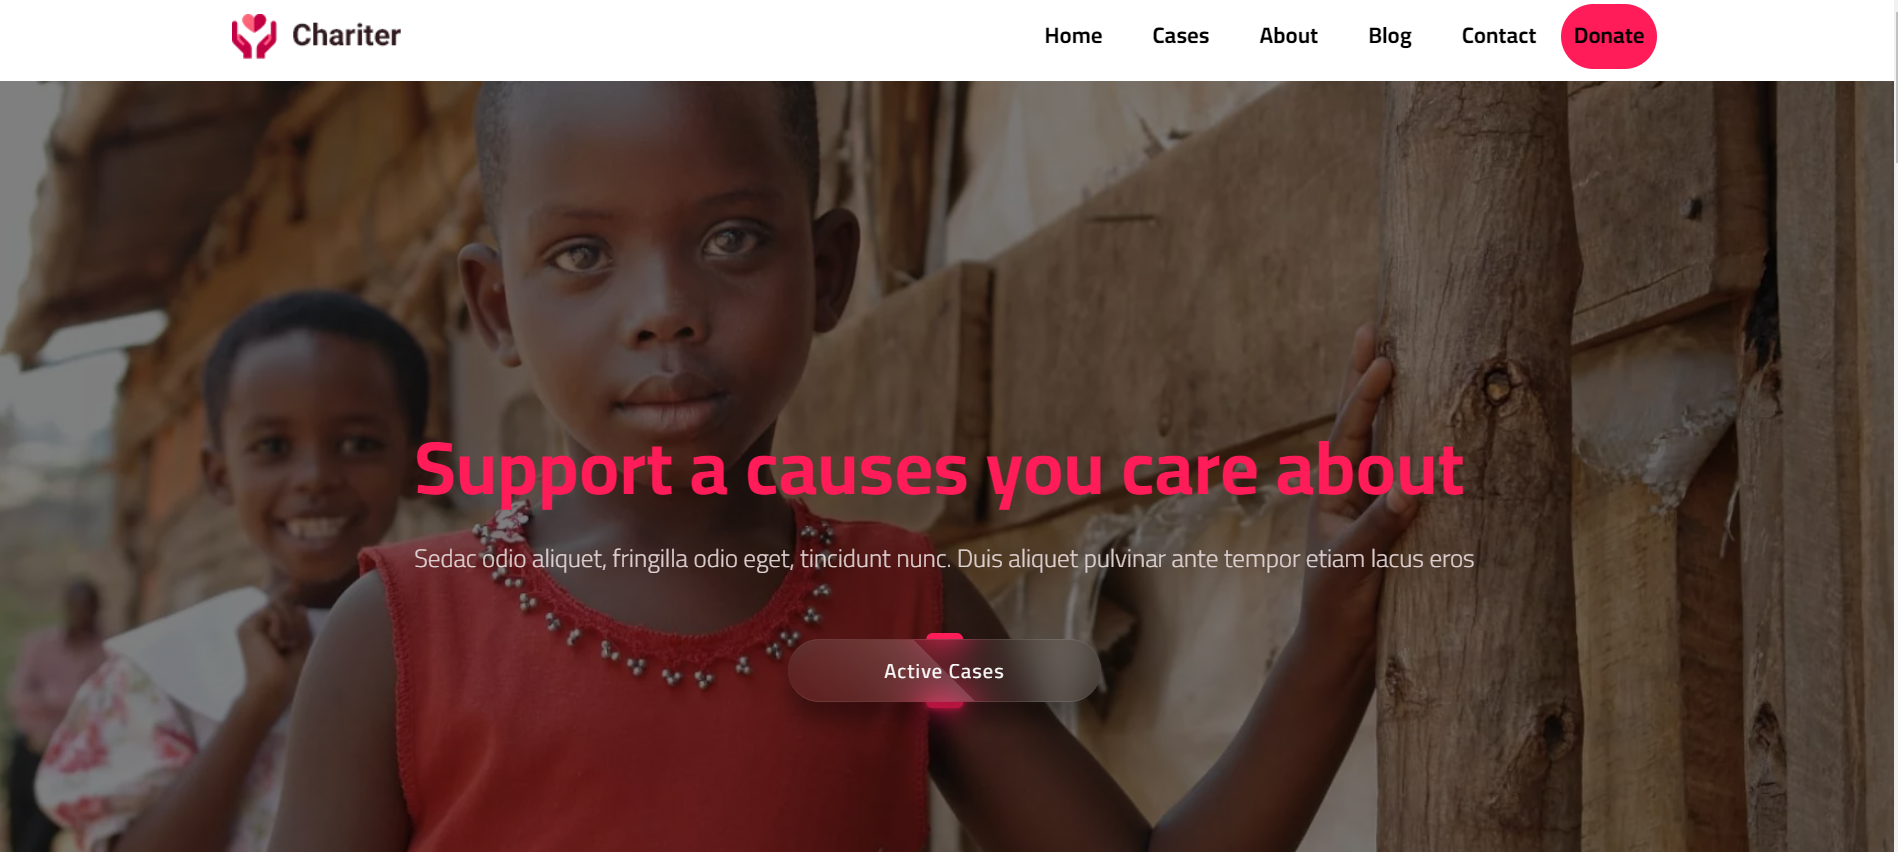 Chariter
Home Cases About Blog Contact Donate
Support a causes you care about
Sedac odio aliquet, fringilla odio eget, tincidunt nunc. Duis aliquet pulvinar ante tempor etiam lacus eros
Active Cases